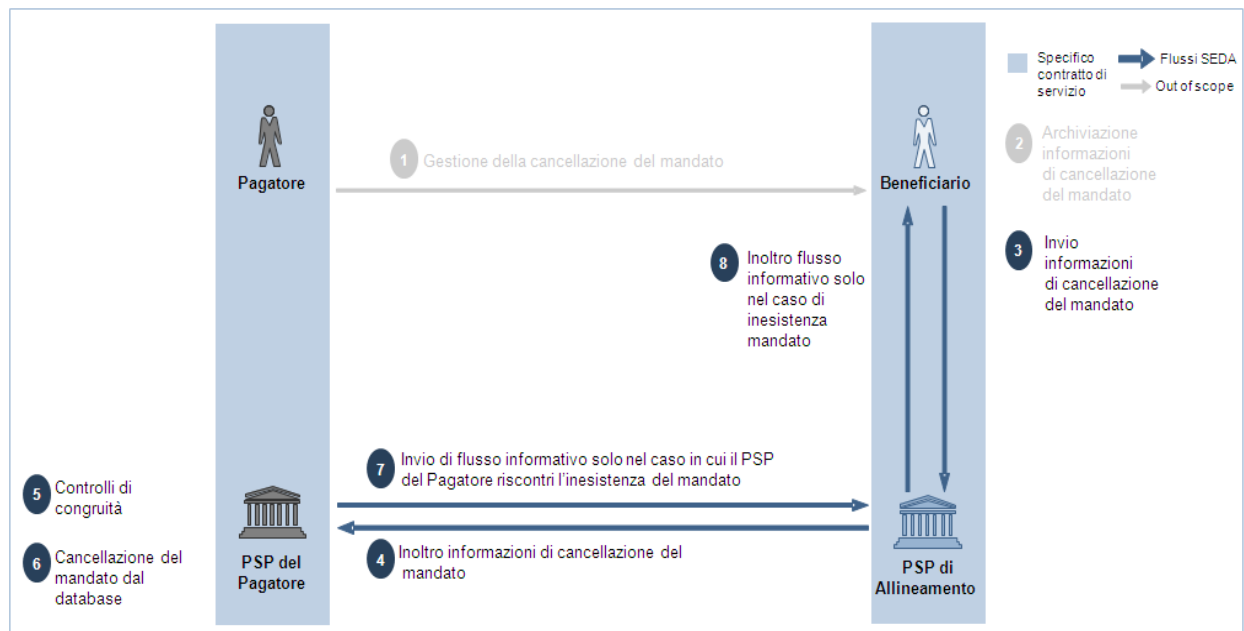 Specifico
contratto di
servizio
Flussi SEDA
Out of scope
Pagatore
1
Gestione della cancellazione del mandato
Beneficiario
2
Archiviazione
informazioni
di cancellazione
del mandato
3
Invio
informazioni
di cancellazione
del mandato
8
Inoltro flusso
informativo solo
nel caso di
inesistenza
mandato
7
Invio di flusso informativo solo nel caso in cui il PSP
del Pagatore riscontri l'inesistenza del mandato
5
Controlli di
congruità
6
Cancellazione del
mandato dal
database
PSP del
Pagatore
4
Inoltro informazioni di cancellazione del
mandato
PSP di
Allineamento